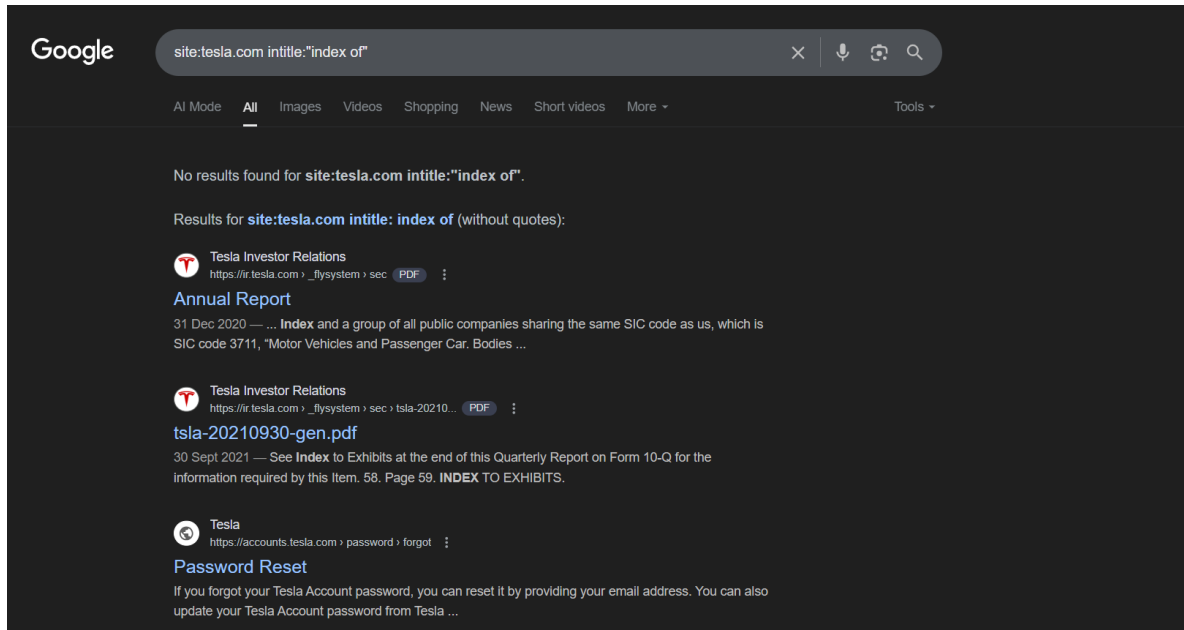 Google
site:tesla.com intitle:"index of"
AI Mode All Images Videos Shopping News Short videos More Tools
No results found for site:tesla.com intitle:"index of".
Results for site:tesla.com intitle: index of (without quotes):
Tesla Investor Relations
https://ir.tesla.com › _flysystem › sec PDF
Annual Report
31 Dec 2020 — ... Index and a group of all public companies sharing the same SIC code as us, which is
SIC code 3711, “Motor Vehicles and Passenger Car. Bodies ...
Tesla Investor Relations
https://ir.tesla.com › _flysystem › sec › tsla-20210... PDF
tsla-20210930-gen.pdf
30 Sept 2021 — See Index to Exhibits at the end of this Quarterly Report on Form 10-Q for the
information required by this Item. 58. Page 59. INDEX TO EXHIBITS.
Tesla
https://accounts.tesla.com › password › forgot
Password Reset
If you forgot your Tesla Account password, you can reset it by providing your email address. You can also
update your Tesla Account password from Tesla ...